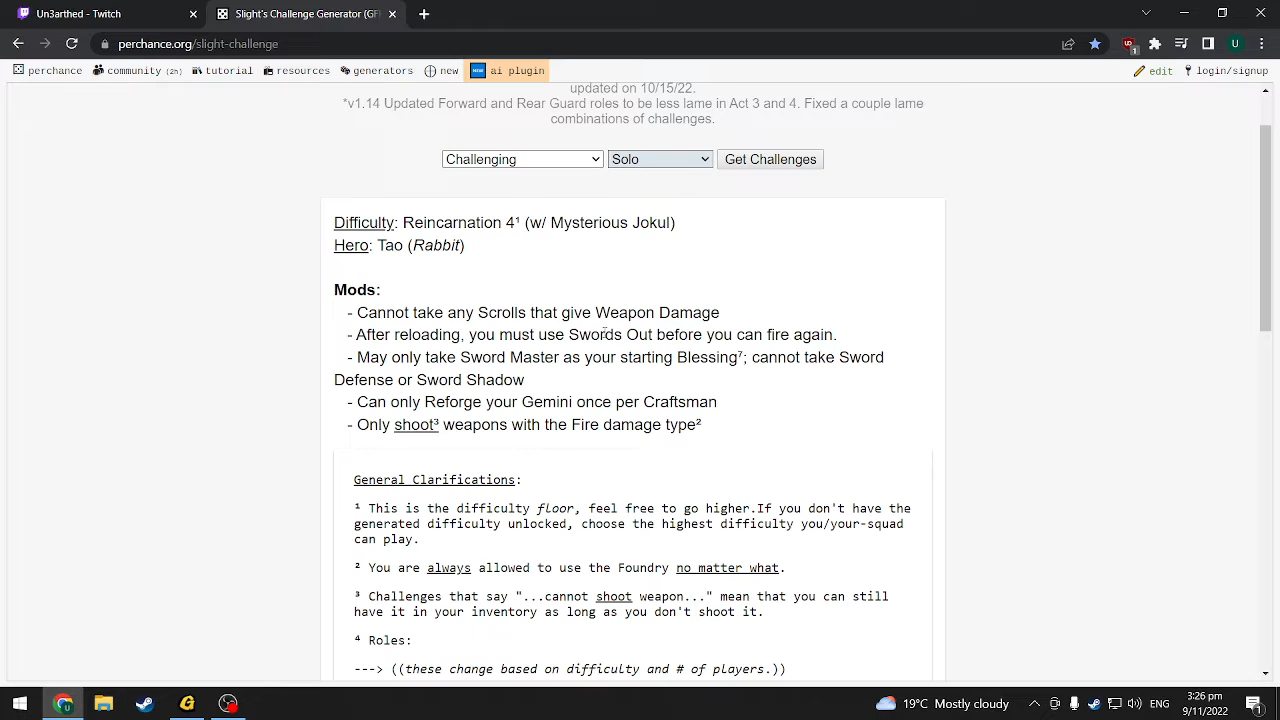 Un3arthed - Twitch
Slight's Challenge Generator (GF
perchance.org/slight-challenge
1
U
perchance
community (2n)
tutorial
resources
generators
new
NEW
ai plugin
edit
login/signup
updated on 10/15/22.
*v1.14 Updated Forward and Rear Guard roles to be less lame in Act 3 and 4. Fixed a couple lame
combinations of challenges.
Challenging
Solo
Get Challenges
Difficulty: Reincarnation 4¹ (w/ Mysterious Jokul)
Hero: Tao (Rabbit)
Mods:
- Cannot take any Scrolls that give Weapon Damage
- After reloading, you must use Swords Out before you can fire again.
- May only take Sword Master as your starting Blessing⁷; cannot take Sword
Defense or Sword Shadow
- Can only Reforge your Gemini once per Craftsman
- Only shoot³ weapons with the Fire damage type²
General Clarifications:
¹ This is the difficulty floor, feel free to go higher.If you don't have the
generated difficulty unlocked, choose the highest difficulty you/your-squad
can play.
² You are always allowed to use the Foundry no matter what.
³ Challenges that say "...cannot shoot weapon..." mean that you can still
have it in your inventory as long as you don't shoot it.
⁴ Roles:
---> ((these change based on difficulty and # of players.))
19°C Mostly cloudy
ENG
3:26 pm
9/11/2022
1